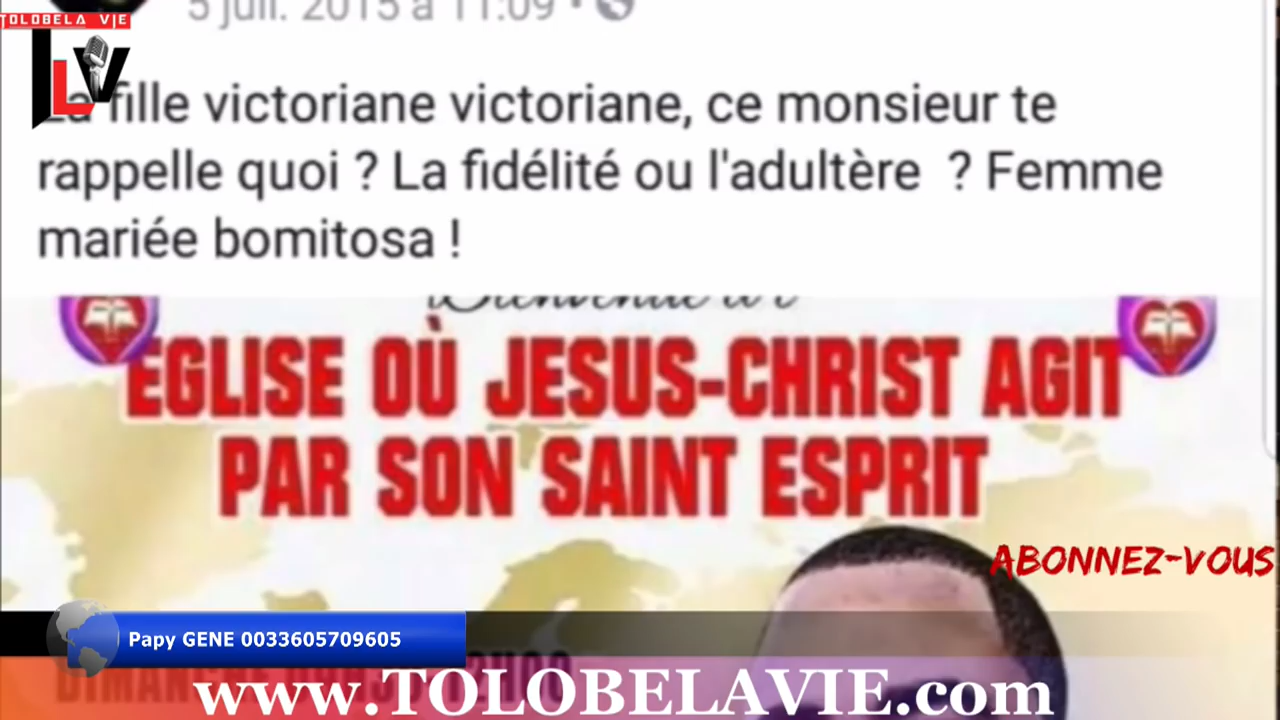 TOLOBELA VIE
5 juil. 2015 à 11:09
LV
La fille victoriane victoriane, ce monsieur te
rappelle quoi ? La fidélité ou l'adultère ? Femme
mariée bomitosa !
EGLISE OÙ JESUS-CHRIST AGIT
PAR SON SAINT ESPRIT
ABONNEZ-VOUS
Papy GENE 0033605709605
www.TOLOBELAVIE.com